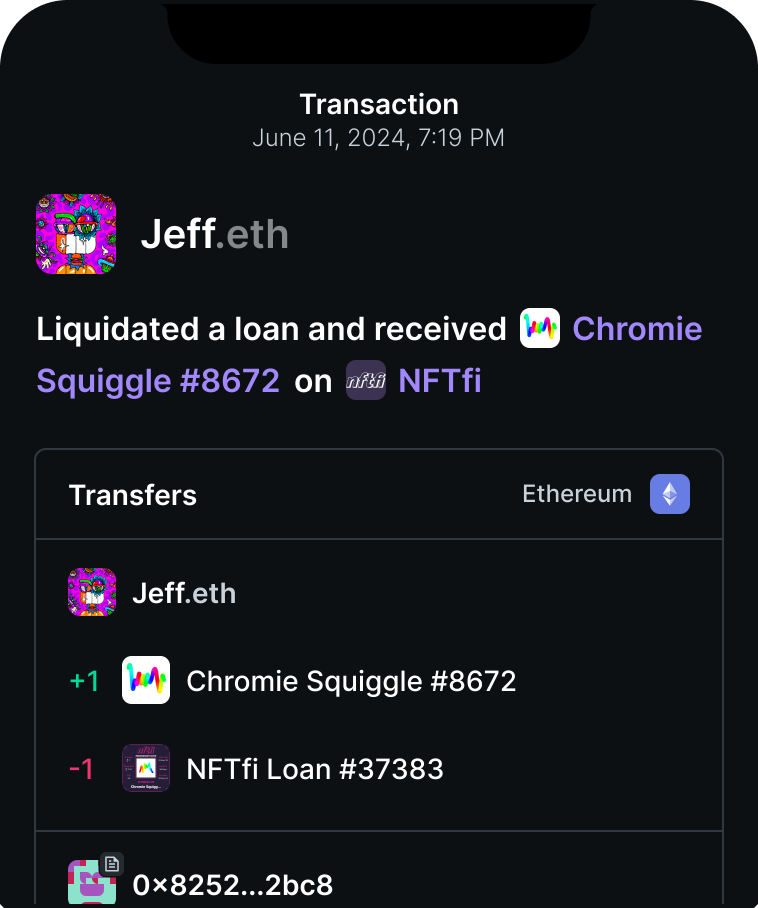 Transaction
June 11, 2024, 7:19 PM
Jeff.eth
Liquidated a loan and received Chromie
Squiggle #8672 on nftfi NFTfi
Transfers
Ethereum
Jeff.eth
+1 Chromie Squiggle #8672
-1 NFTfi Loan #37383
0×8252...2bc8